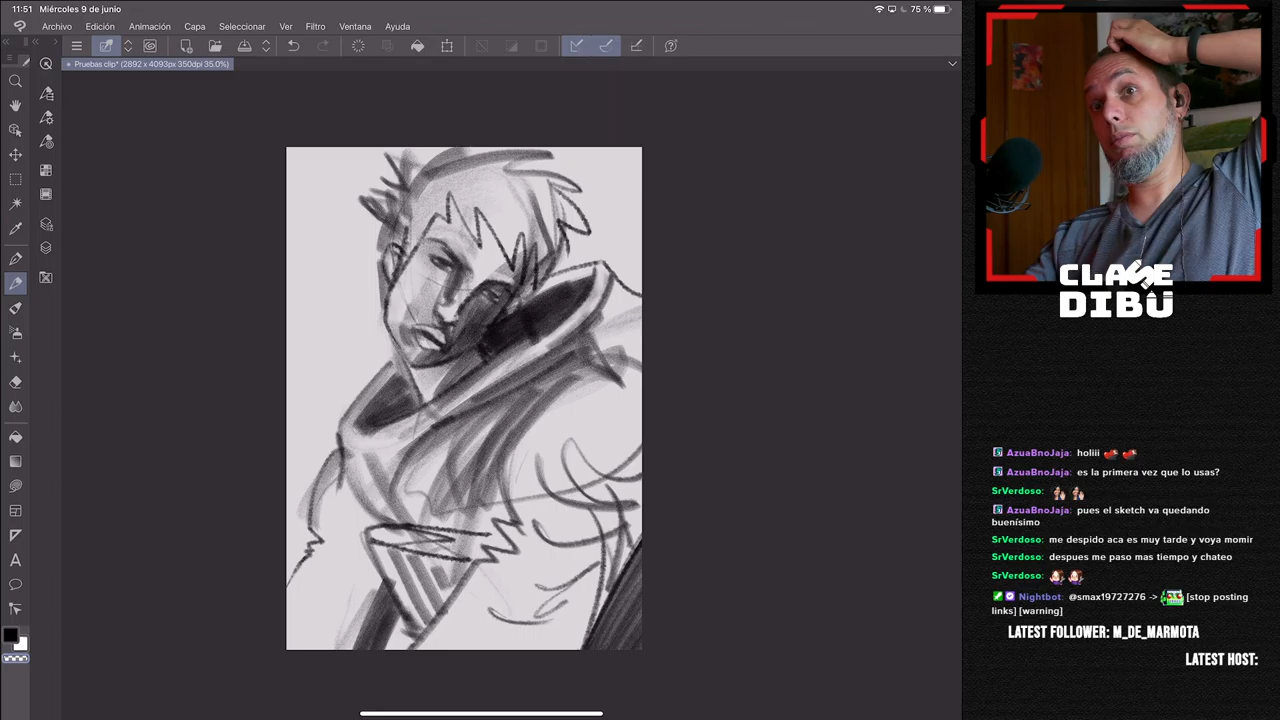 11:51 Miércoles 9 de junio
75 %
Archivo Edición Animación Capa Seleccionar Ver Filtro Ventana Ayuda
Pruebas clip* (2892 x 4093px 350dpi 35.0%)
A
CLASE
DIBU
AzuaBnoJaja: holiii
AzuaBnoJaja: es la primera vez que lo usas?
SrVerdoso:
AzuaBnoJaja: pues el sketch va quedando
buenísimo
SrVerdoso: me despido aca es muy tarde y voya momir
SrVerdoso: despues me paso mas tiempo y chateo
SrVerdoso:
Nightbot: @smax19727276 -> [stop posting
links] [warning]
LATEST FOLLOWER: M_DE_MARMOTA
LATEST HOST: